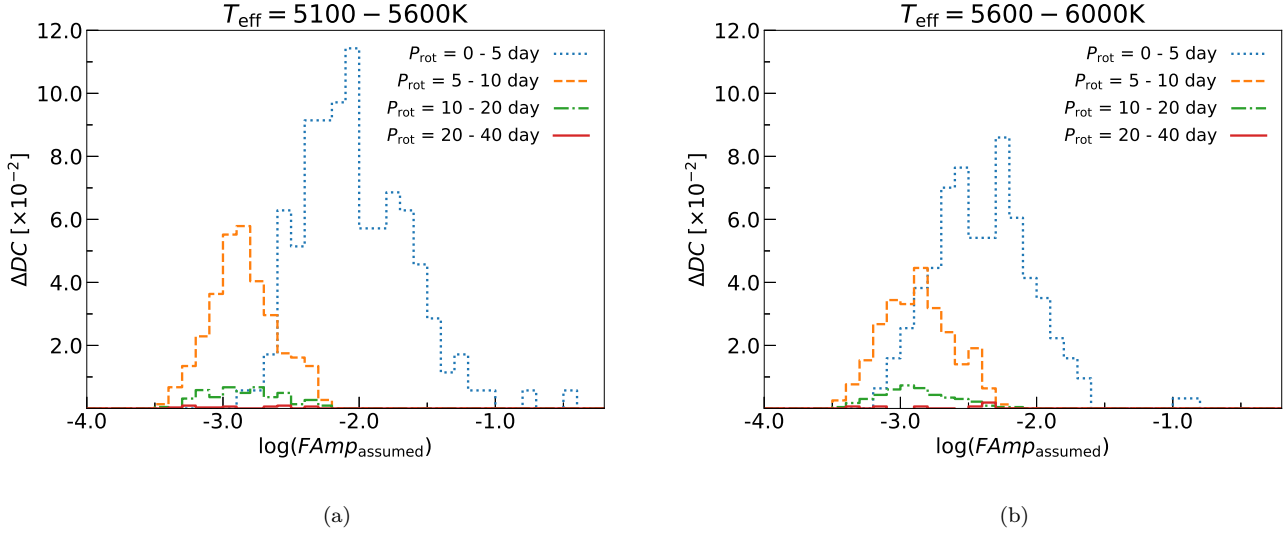 T_eff = 5100 − 5600K
12.0
10.0
8.0
6.0
4.0
2.0
ΔDC [×10⁻²]
P_rot = 0 - 5 day
P_rot = 5 - 10 day
P_rot = 10 - 20 day
P_rot = 20 - 40 day
-4.0 -3.0 -2.0 -1.0
log(FAmp_assumed)
(a)
T_eff = 5600 − 6000K
12.0
10.0
8.0
6.0
4.0
2.0
ΔDC [×10⁻²]
P_rot = 0 - 5 day
P_rot = 5 - 10 day
P_rot = 10 - 20 day
P_rot = 20 - 40 day
-4.0 -3.0 -2.0 -1.0
log(FAmp_assumed)
(b)